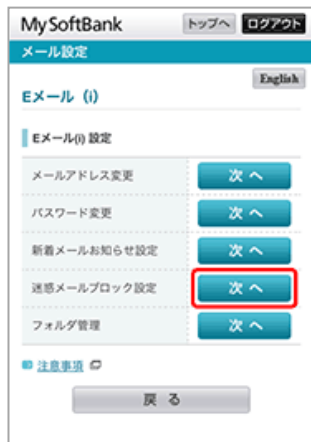 My SoftBank トップへ ログアウト
メール設定
English
Eメール (i)
Eメール(i) 設定
メールアドレス変更 次へ
パスワード変更 次へ
新着メールお知らせ設定 次へ
迷惑メールブロック設定 次へ
フォルダ管理 次へ
注意事項
戻る